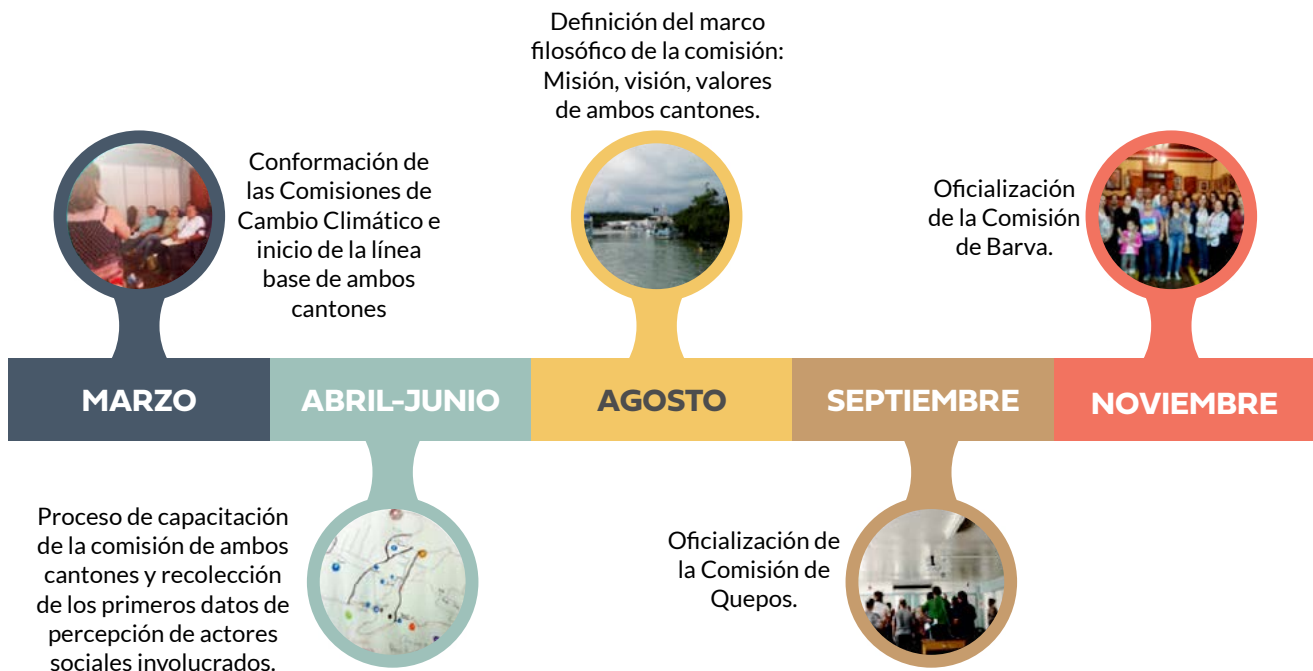 Definición del marco
filosófico de la comisión:
Misión, visión, valores
de ambos cantones.
Conformación de
las Comisiones de
Cambio Climático e
inicio de la línea
base de ambos
cantones
Oficialización
de la Comisión
de Barva.
MARZO
ABRIL-JUNIO
AGOSTO
SEPTIEMBRE
NOVIEMBRE
Proceso de capacitación
de la comisión de ambos
cantones y recolección
de los primeros datos de
percepción de actores
sociales involucrados.
Oficialización de
la Comisión de
Quepos.